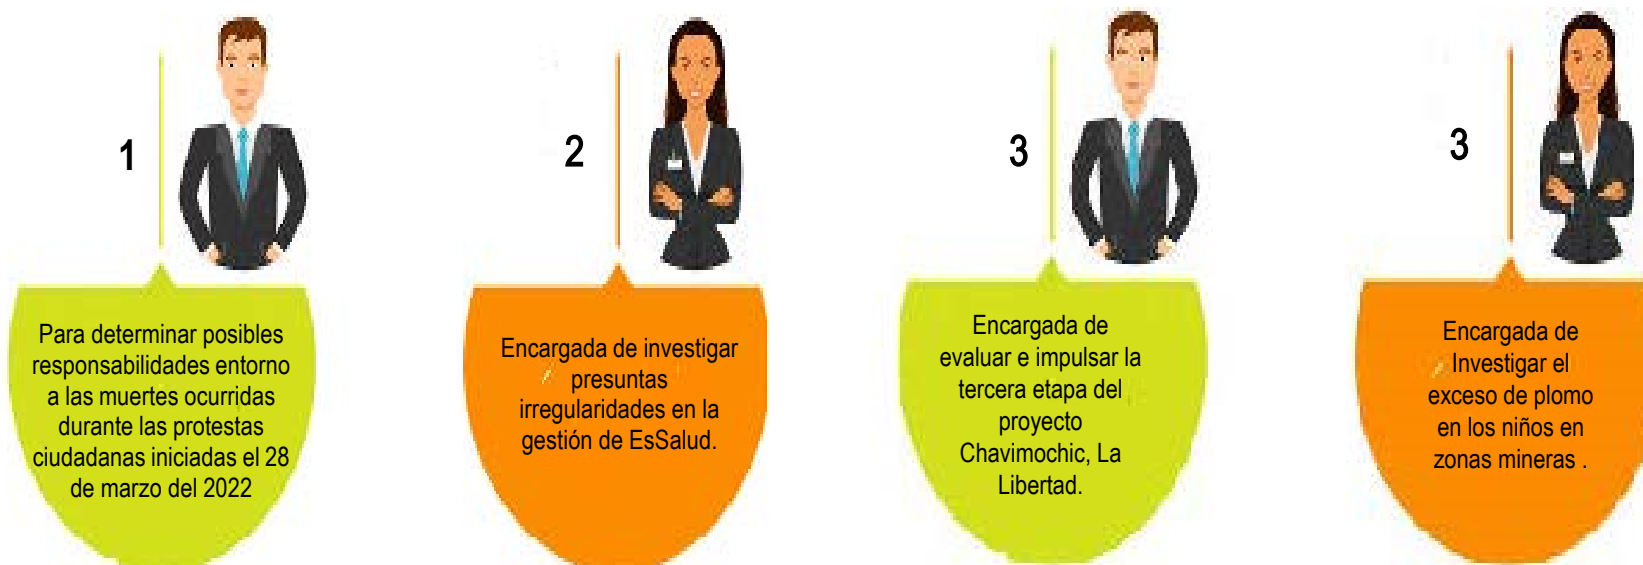 1
Para determinar posibles
responsabilidades entorno
a las muertes ocurridas
durante las protestas
ciudadanas iniciadas el 28
de marzo del 2022
2
Encargada de investigar
presuntas
irregularidades en la
gestión de EsSalud.
3
Encargada de
evaluar e impulsar la
tercera etapa del
proyecto
Chavimochic, La
Libertad.
3
Encargada de
Investigar el
exceso de plomo
en los niños en
zonas mineras .